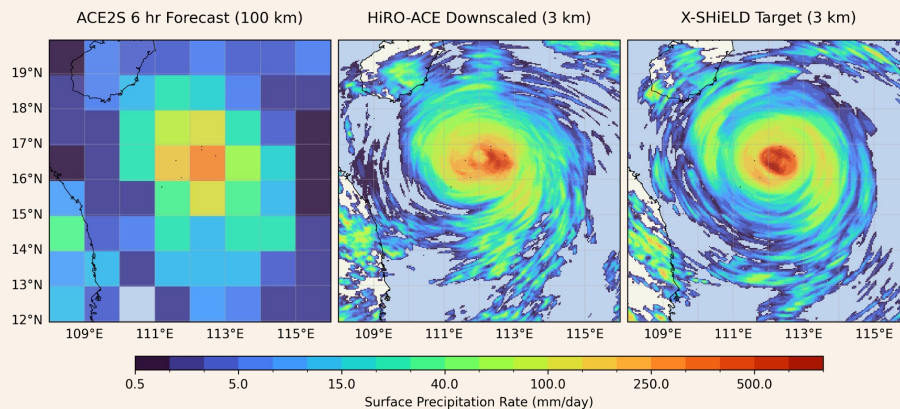 ACE2S 6 hr Forecast (100 km)
HiRO-ACE Downscaled (3 km)
X-SHiELD Target (3 km)
19°N
18°N
17°N
16°N
15°N
14°N
13°N
12°N
109°E 111°E 113°E 115°E
109°E 111°E 113°E 115°E
109°E 111°E 113°E 115°E
0.5 5.0 15.0 40.0 100.0 250.0 500.0
Surface Precipitation Rate (mm/day)